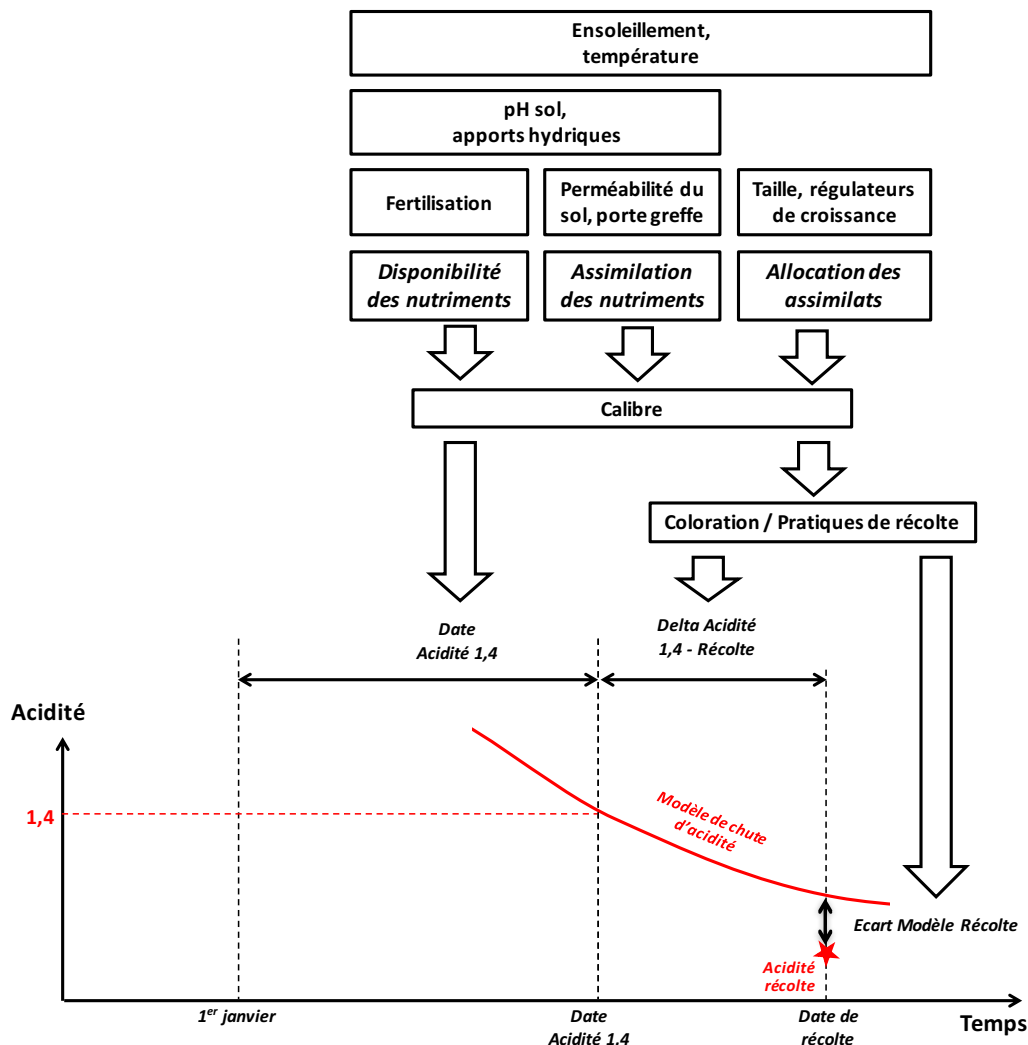 Ensoleillement,
température
pH sol,
apports hydriques
Fertilisation
Perméabilité du
sol, porte greffe
Taille, régulateurs
de croissance
Disponibilité
des nutriments
Assimilation
des nutriments
Allocation des
assimilats
Calibre
Coloration / Pratiques de récolte
Date
Acidité 1,4
Delta Acidité
1,4 - Récolte
Acidité
1,4
Modèle de chute
d'acidité
Ecart Modèle Récolte
Acidité
récolte
1er janvier
Date
Acidité 1,4
Date de
récolte
Temps